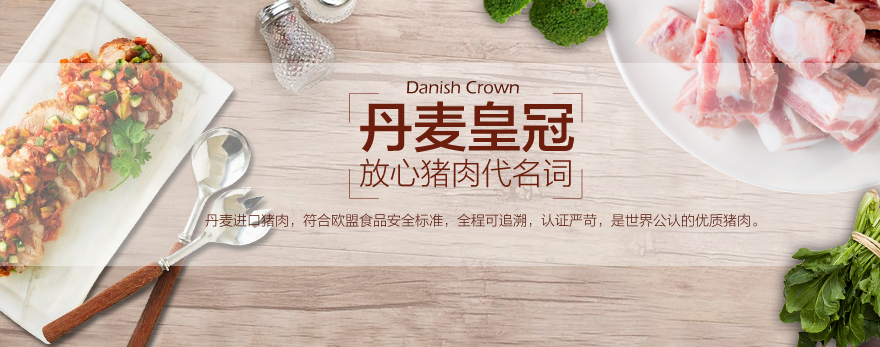 Danish Crown
丹麦皇冠
放心猪肉代名词
丹麦进口猪肉，符合欧盟食品安全标准，全程可追溯，认证严苛，是世界公认的优质猪肉。